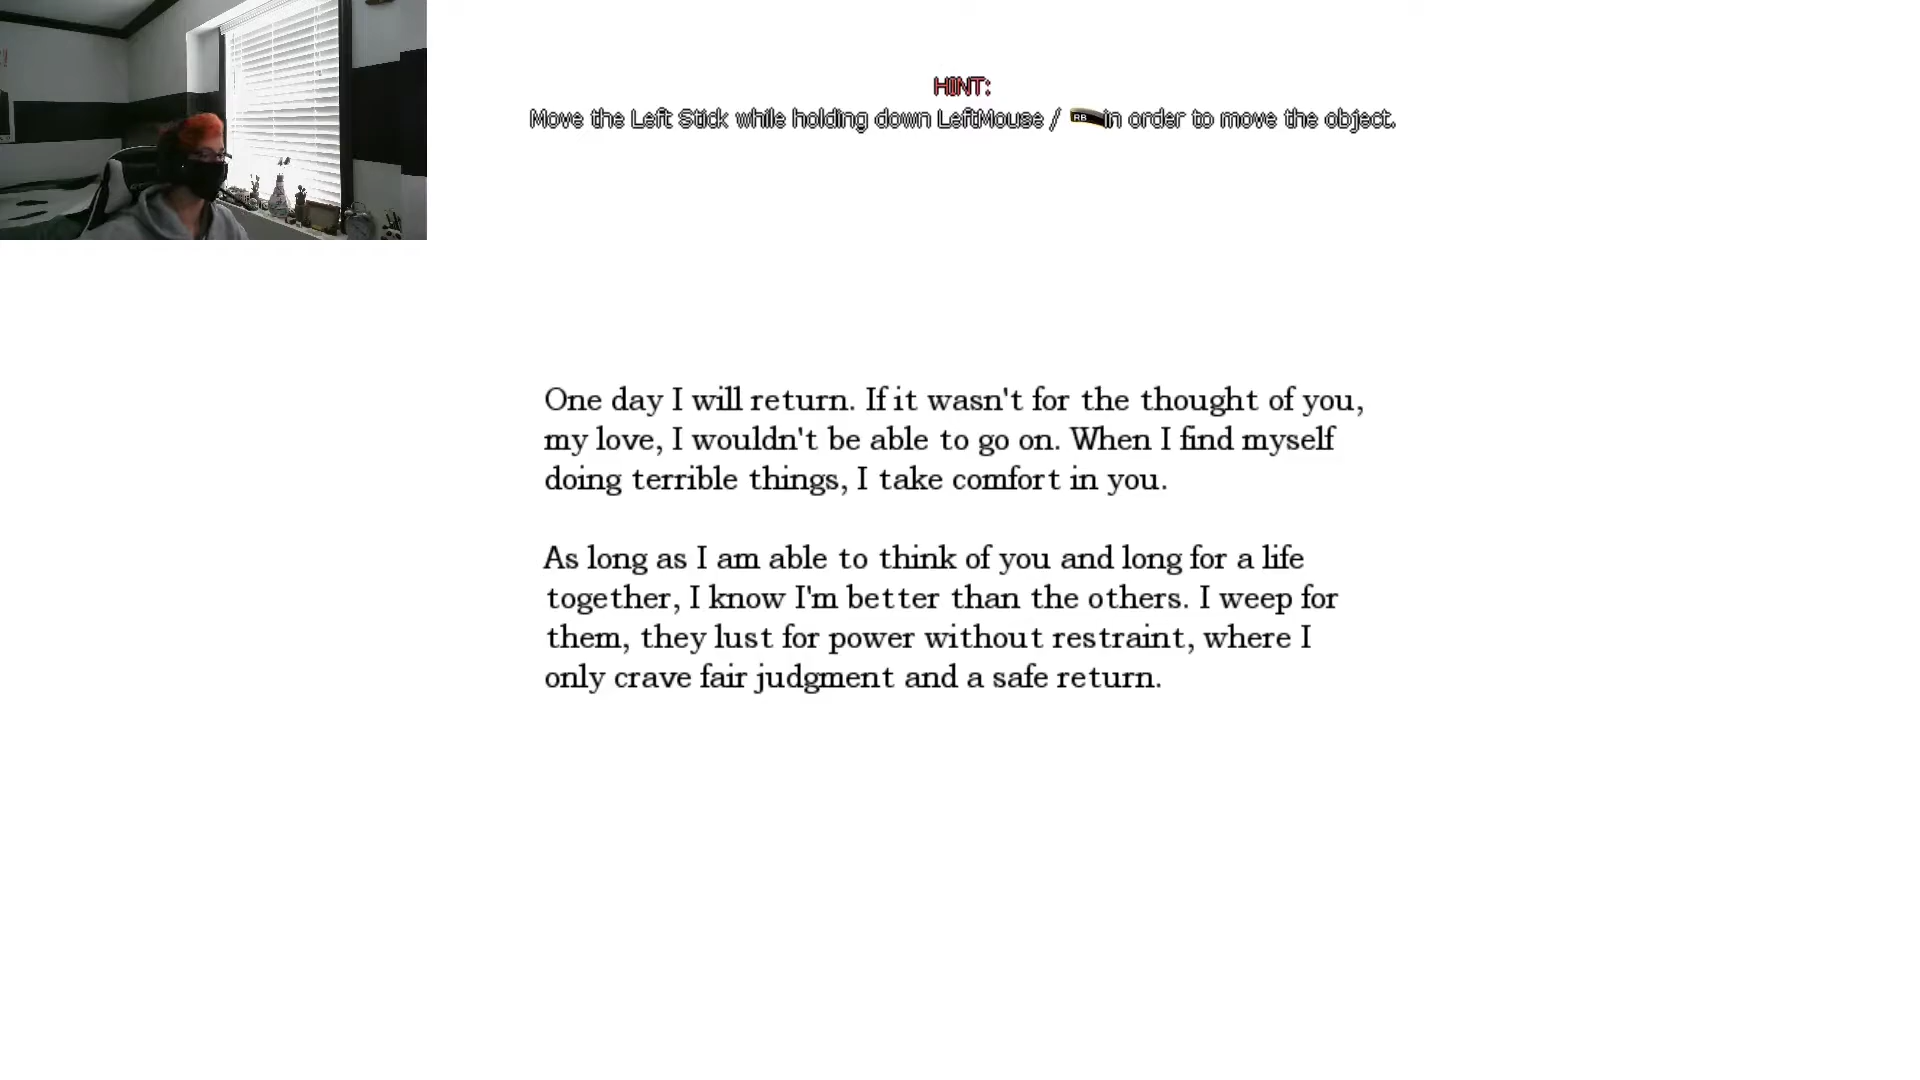 HINT:
Move the Left Stick while holding down LeftMouse / RB in order to move the object.
One day I will return. If it wasn't for the thought of you,
my love, I wouldn't be able to go on. When I find myself
doing terrible things, I take comfort in you.
As long as I am able to think of you and long for a life
together, I know I'm better than the others. I weep for
them, they lust for power without restraint, where I
only crave fair judgment and a safe return.